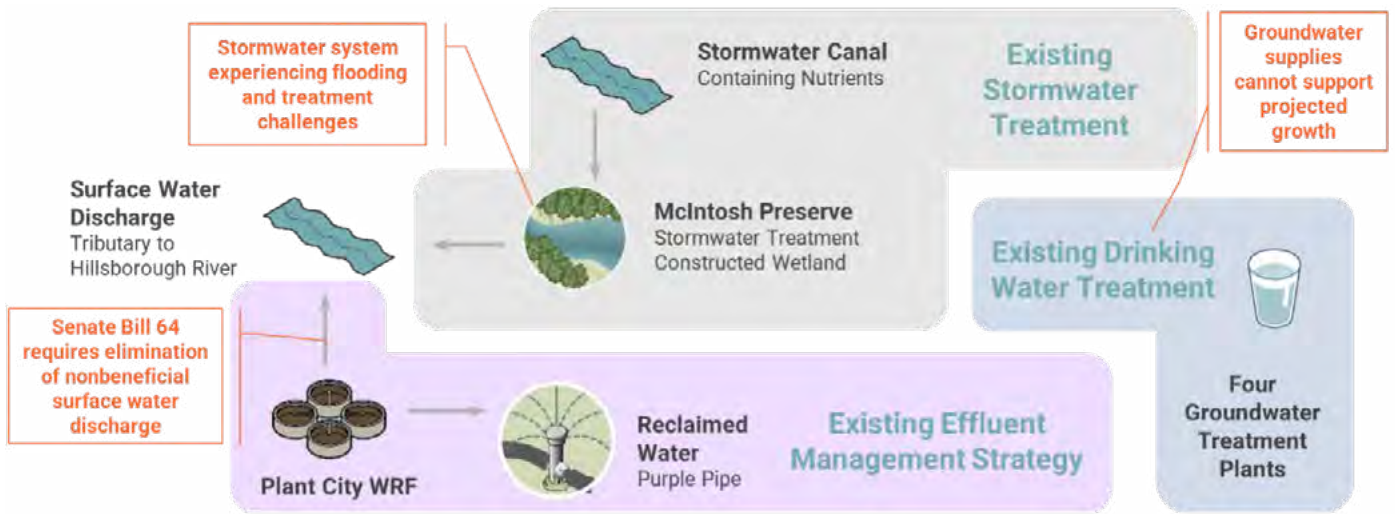 Stormwater system
experiencing flooding
and treatment
challenges
Stormwater Canal
Containing Nutrients
Existing
Stormwater
Treatment
Groundwater
supplies
cannot support
projected
growth
Surface Water
Discharge
Tributary to
Hillsborough River
McIntosh Preserve
Stormwater Treatment
Constructed Wetland
Existing Drinking
Water Treatment
Senate Bill 64
requires elimination
of nonbeneficial
surface water
discharge
Plant City WRF
Reclaimed
Water
Purple Pipe
Existing Effluent
Management Strategy
Four
Groundwater
Treatment
Plants